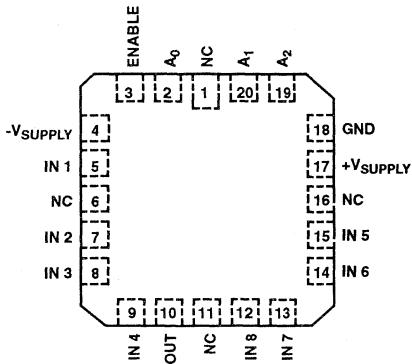 ENABLE
A0
NC
A1
A2
3
2
1
20
19
-VSUPPLY
4
18
GND
IN 1
5
17
+VSUPPLY
NC
6
16
NC
IN 2
7
15
IN 5
IN 3
8
14
IN 6
9
10
11
12
13
IN 4
OUT
NC
IN 8
IN 7